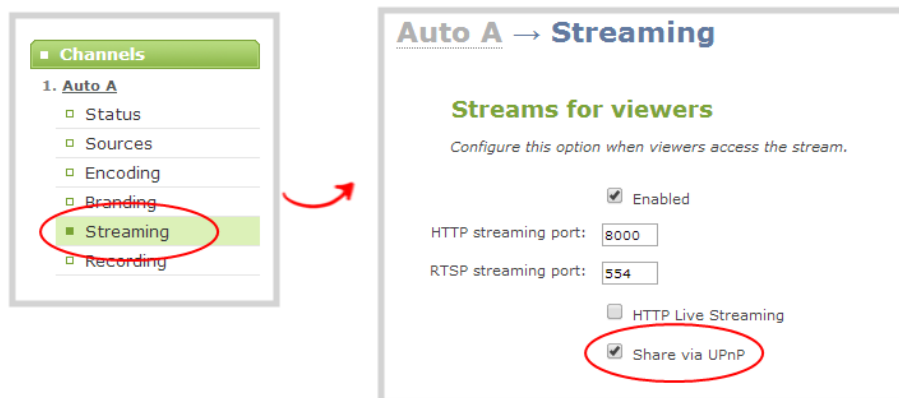 Channels
1. Auto A
Status
Sources
Encoding
Branding
Streaming
Recording
Auto A → Streaming
Streams for viewers
Configure this option when viewers access the stream.
Enabled
HTTP streaming port: 8000
RTSP streaming port: 554
HTTP Live Streaming
Share via UPnP